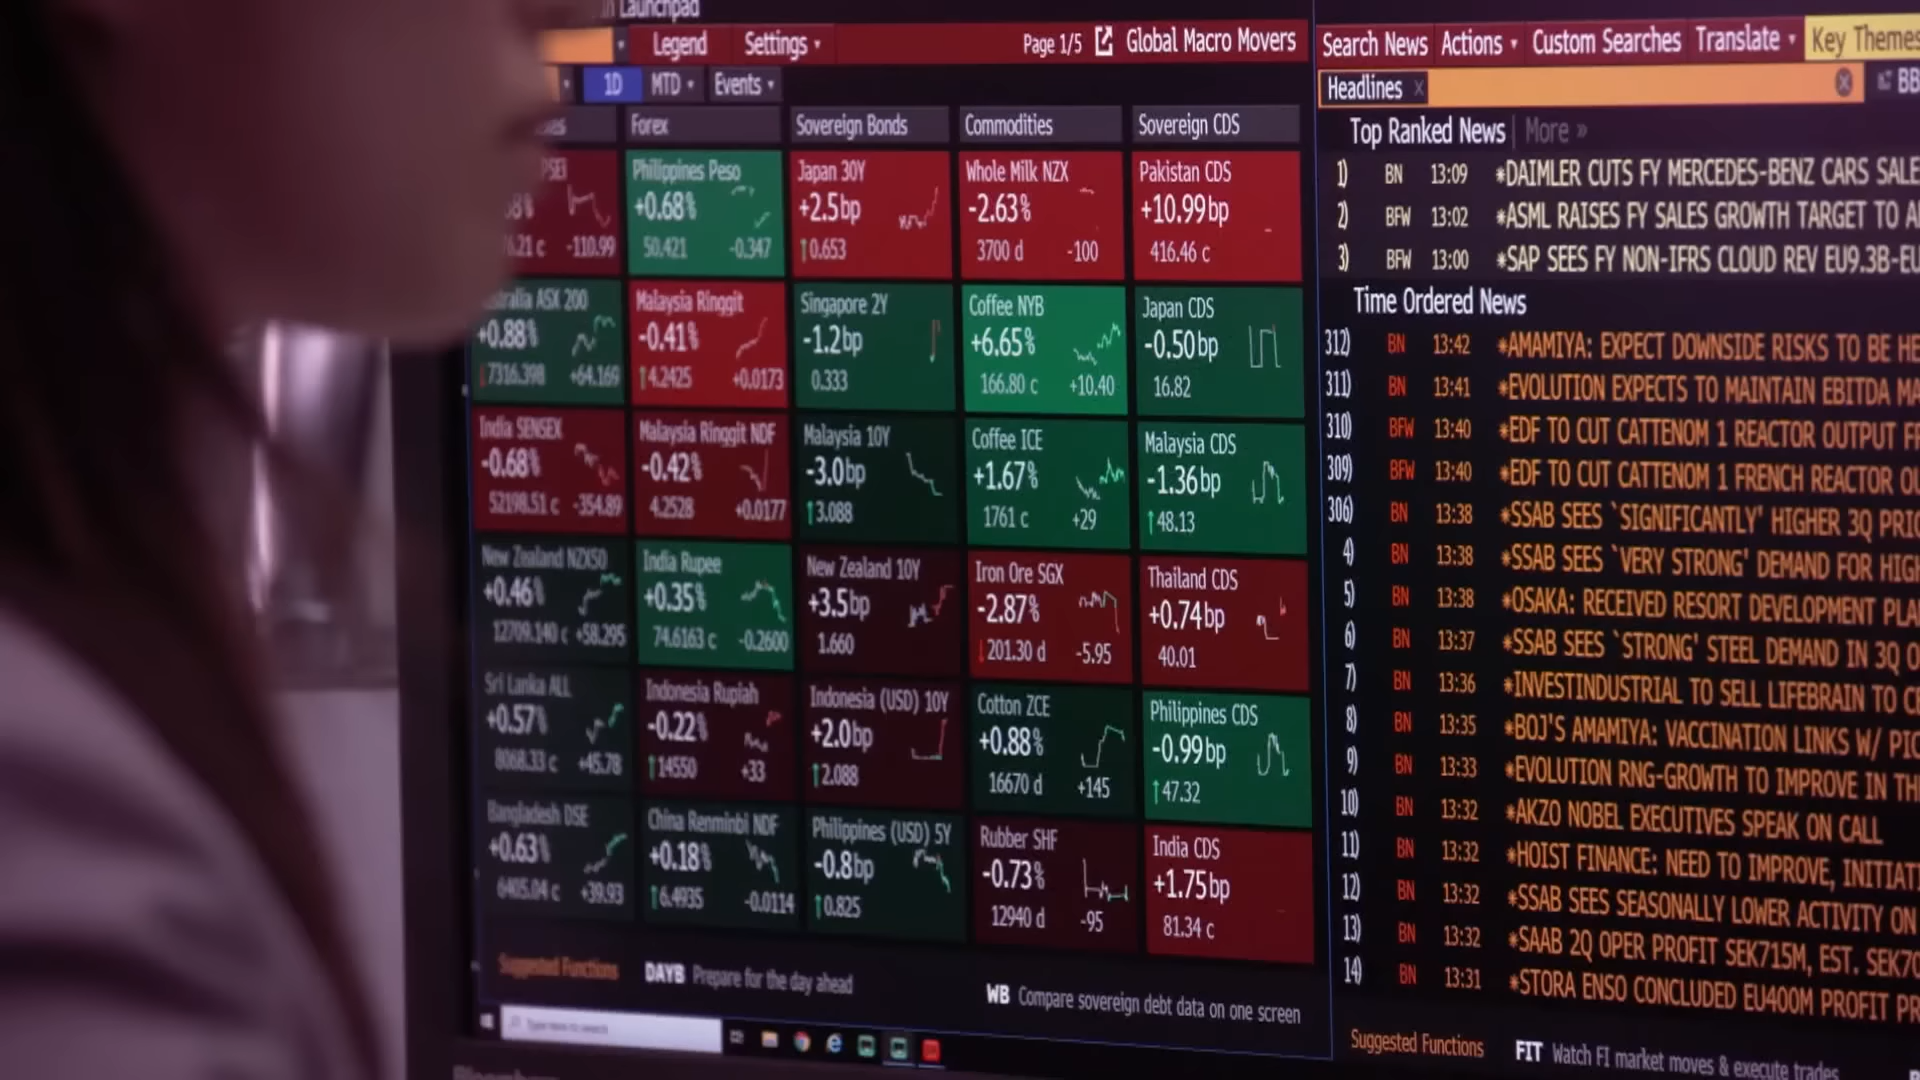 Launchpad
Legend Settings Page 1/5 Global Macro Movers
1D MTD Events
Forex Sovereign Bonds Commodities Sovereign CDS
-110.99
Philippines Peso
+0.68%
50.421 -0.347
Japan 30Y
+2.5bp
↑0.653
Whole Milk NZX
-2.63%
3700 d -100
Pakistan CDS
+10.99bp
416.46 c
ASX 200
+0.88%
↓7316.398 +64.169
Malaysia Ringgit
-0.41%
↑4.2425 +0.0173
Singapore 2Y
-1.2bp
0.333
Coffee NYB
+6.65%
166.80 c +10.40
Japan CDS
-0.50bp
16.82
India SENSEX
-0.68%
52198.51 c -354.89
Malaysia Ringgit NDF
-0.42%
4.2528 +0.0177
Malaysia 10Y
-3.0bp
↑3.088
Coffee ICE
+1.67%
1761 c +29
Malaysia CDS
-1.36bp
↑48.13
New Zealand NZX50
+0.46%
12709.140 c +58.295
India Rupee
+0.35%
74.6163 c -0.2600
New Zealand 10Y
+3.5bp
1.660
Iron Ore SGX
-2.87%
↓201.30 d -5.95
Thailand CDS
+0.74bp
40.01
Sri Lanka ALL
+0.57%
8068.33 c +45.78
Indonesia Rupiah
-0.22%
↑14550 +33
Indonesia (USD) 10Y
+2.0bp
↑2.088
Cotton ZCE
+0.88%
16670 d +145
Philippines CDS
-0.99bp
↑47.32
Bangladesh DSE
+0.63%
6405.04 c +39.93
China Renminbi NDF
+0.18%
↑6.4935 -0.0114
Philippines (USD) 5Y
-0.8bp
↑0.825
Rubber SHF
-0.73%
12940 d -95
India CDS
+1.75bp
81.34 c
Suggested Functions DAYB Prepare for the day ahead WB Compare sovereign debt data on one screen
Type here to search
Search News Actions Custom Searches Translate Key Themes
Headlines
Top Ranked News More »
1) BN 13:09 *DAIMLER CUTS FY MERCEDES-BENZ CARS SALE
2) BFW 13:02 *ASML RAISES FY SALES GROWTH TARGET TO
3) BFW 13:00 *SAP SEES FY NON-IFRS CLOUD REV EU9.3B-EU
Time Ordered News
312) BN 13:42 *AMAMIYA: EXPECT DOWNSIDE RISKS TO BE HE
311) BN 13:41 *EVOLUTION EXPECTS TO MAINTAIN EBITDA MA
310) BFW 13:40 *EDF TO CUT CATTENOM 1 REACTOR OUTPUT
309) BFW 13:40 *EDF TO CUT CATTENOM 1 FRENCH REACTOR OU
306) BN 13:38 *SSAB SEES `SIGNIFICANTLY' HIGHER 3Q PRIC
4) BN 13:38 *SSAB SEES `VERY STRONG' DEMAND FOR HIGH
5) BN 13:38 *OSAKA: RECEIVED RESORT DEVELOPMENT PLA
6) BN 13:37 *SSAB SEES `STRONG' STEEL DEMAND IN 3Q
7) BN 13:36 *INVESTINDUSTRIAL TO SELL LIFEBRAIN TO
8) BN 13:35 *BOJ'S AMAMIYA: VACCINATION LINKS W/ PIC
9) BN 13:33 *EVOLUTION RNG-GROWTH TO IMPROVE IN TH
10) BN 13:32 *AKZO NOBEL EXECUTIVES SPEAK ON CALL
11) BN 13:32 *HOIST FINANCE: NEED TO IMPROVE, INITIATI
12) BN 13:32 *SSAB SEES SEASONALLY LOWER ACTIVITY ON
13) BN 13:32 *SAAB 2Q OPER PROFIT SEK715M, EST. SEK70
14) BN 13:31 *STORA ENSO CONCLUDED EU400M PROFIT PR
Suggested Functions FIT Watch FI market moves & execute trades